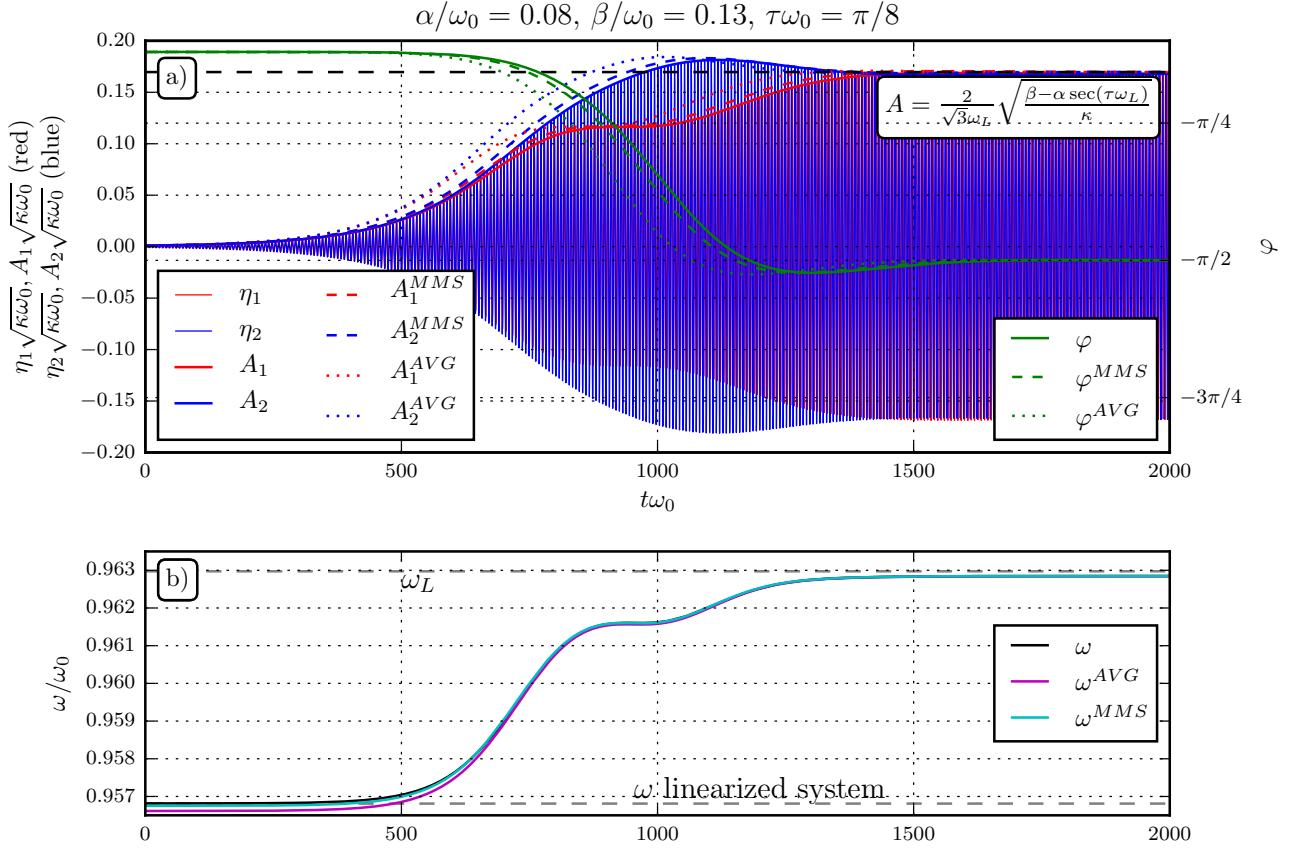 α/ω₀ = 0.08, β/ω₀ = 0.13, τω₀ = π/8
a)
0.20
0.15
0.10
0.05
0.00
−0.05
−0.10
−0.15
−0.20
η₁√κω₀, A₁√κω₀ (red)
η₂√κω₀, A₂√κω₀ (blue)
A = 2/(√3ω_L) √((β−α sec(τω_L))/κ)
−π/4
−π/2
−3π/4
φ
η₁
η₂
A₁
A₂
A₁^{MMS}
A₂^{MMS}
A₁^{AVG}
A₂^{AVG}
φ
φ^{MMS}
φ^{AVG}
0 500 1000 1500 2000
tω₀
b)
0.963
0.962
0.961
0.960
0.959
0.958
0.957
ω/ω₀
ω_L
ω linearized system
ω
ω^{AVG}
ω^{MMS}
0 500 1000 1500 2000